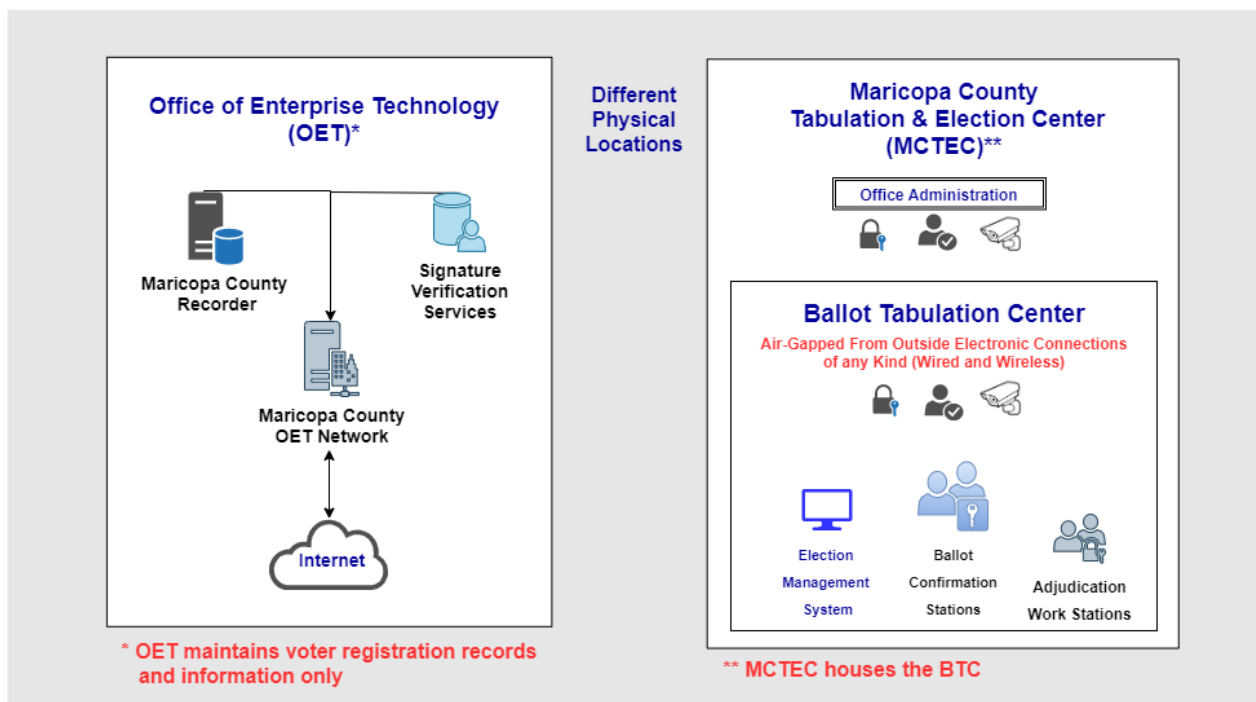 Office of Enterprise Technology
(OET)*
Maricopa County
Recorder
Signature
Verification
Services
Maricopa County
OET Network
Internet
* OET maintains voter registration records
and information only
Different
Physical
Locations
Maricopa County
Tabulation & Election Center
(MCTEC)**
Office Administration
Ballot Tabulation Center
Air-Gapped From Outside Electronic Connections
of any Kind (Wired and Wireless)
Election
Management
System
Ballot
Confirmation
Stations
Adjudication
Work Stations
** MCTEC houses the BTC